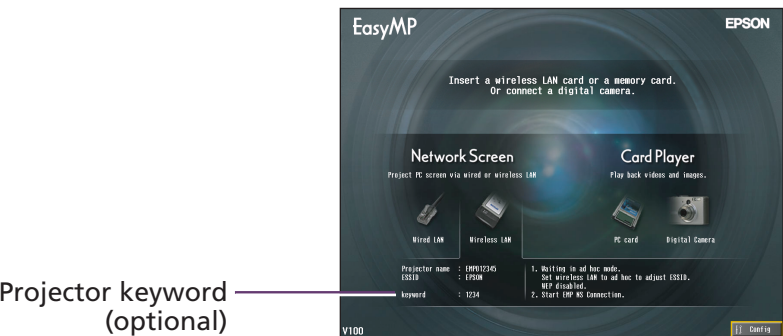 EasyMP
EPSON
Insert a wireless LAN card or a memory card.
Or connect a digital camera.
Network Screen
Project PC screen via wired or wireless LAN
Card Player
Play back videos and images.
Wired LAN
Wireless LAN
PC card
Digital Camera
Projector name : EMPD12345
ESSID : EPSON
keyword : 1234
1. Waiting in ad hoc mode.
Set wireless LAN to ad hoc to adjust ESSID.
WEP disabled.
2. Start EMP NS Connection.
Projector keyword
(optional)
V100
Config